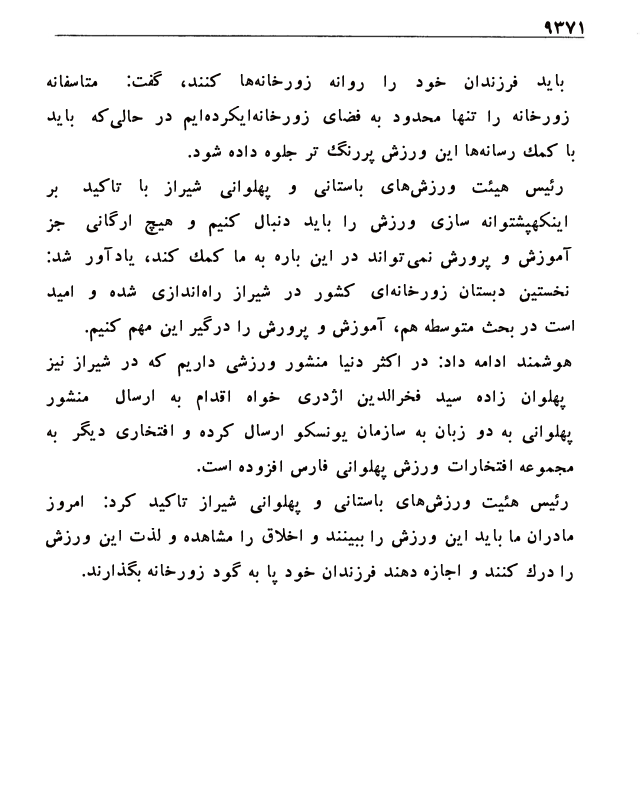 ۹۳۷۱
باید فرزندان خود را روانه زورخانه‌ها کنند، گفت: متاسفانه
زورخانه را تنها محدود به فضای زورخانه‌ایکرده‌ایم در حالی‌که باید
با کمك رسانه‌ها این ورزش پررنگ تر جلوه داده شود.
رئیس هیئت ورزش‌های باستانی و پهلوانی شیراز با تاکید بر
اینکهپشتوانه سازی ورزش را باید دنبال کنیم و هیچ ارگانی جز
آموزش و پرورش نمی‌تواند در این باره به ما کمك کند، یادآور شد:
نخستین دبستان زورخانه‌ای کشور در شیراز راه‌اندازی شده و امید
است در بحث متوسطه هم، آموزش و پرورش را درگیر این مهم کنیم.
هوشمند ادامه داد: در اکثر دنیا منشور ورزشی داریم که در شیراز نیز
پهلوان زاده سید فخرالدین اژدری خواه اقدام به ارسال منشور
پهلوانی به دو زبان به سازمان یونسکو ارسال کرده و افتخاری دیگر به
مجموعه افتخارات ورزش پهلوانی فارس افزوده است.
رئیس هئیت ورزش‌های باستانی و پهلوانی شیراز تاکید کرد: امروز
مادران ما باید این ورزش را ببینند و اخلاق را مشاهده و لذت این ورزش
را درك کنند و اجازه دهند فرزندان خود پا به گود زورخانه بگذارند.